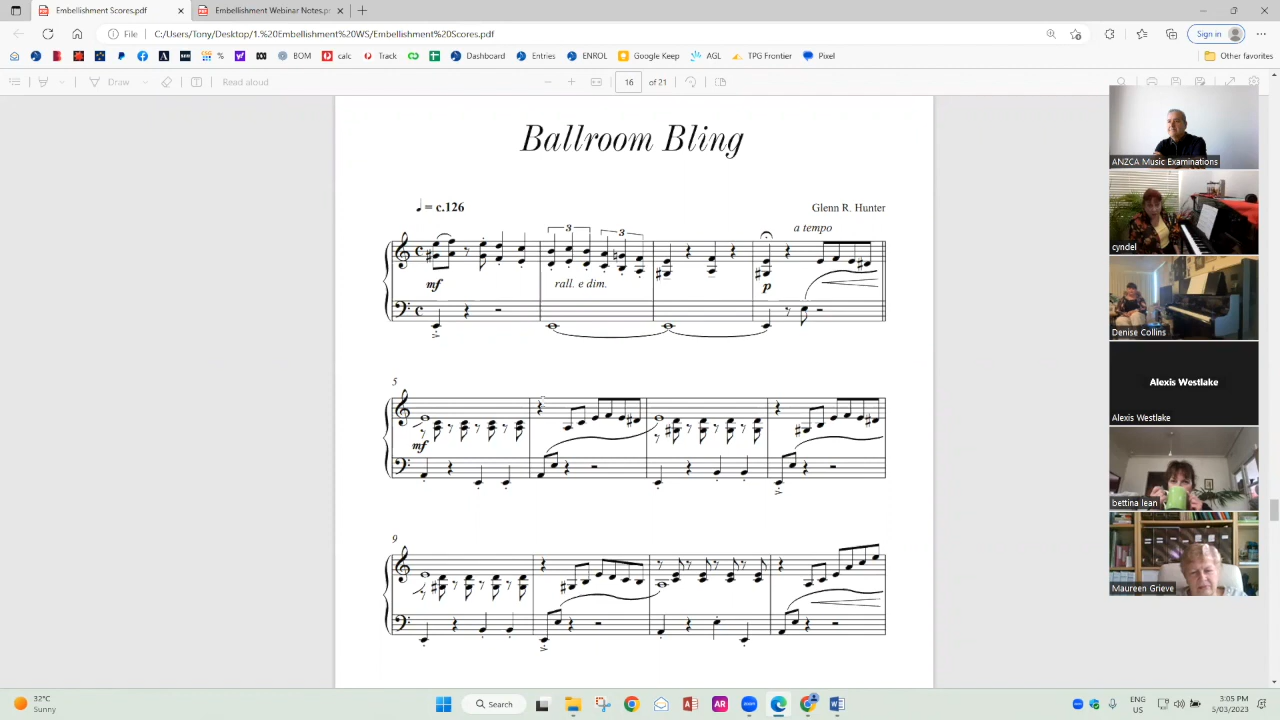 Embellishment Scores.pdf
Embellishment Webinar Notes.p
File
C:/Users/Tony/Desktop/1.%20Embellishment%20WS/Embellishment%20Scores.pdf
Sign in
BOM
calc
Track
Dashboard
Entries
ENROL
Google Keep
AGL
TPG Frontier
Pixel
Other favorites
Draw
Read aloud
16
of 21
Ballroom Bling
= c.126
Glenn R. Hunter
a tempo
3
3
mf
rall. e dim.
p
5
mf
9
ANZCA Music Examinations
cyndel
Denise Collins
Alexis Westlake
Alexis Westlake
bettina lean
Maureen Grieve
32°C
Sunny
Search
ENG
US
3:05 PM
5/03/2023